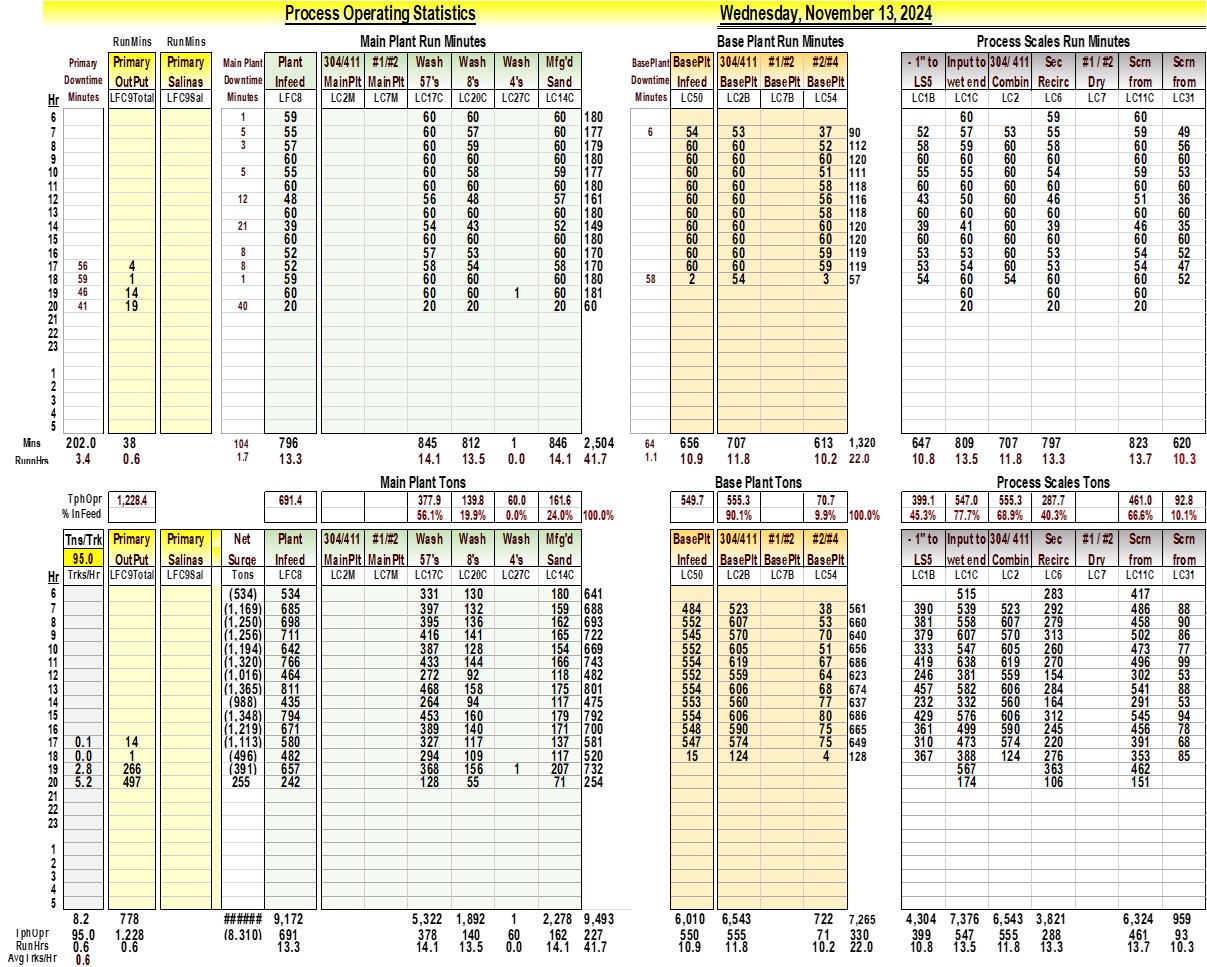 Process Operating Statistics Wednesday, November 13, 2024
RunMins RunMins Main Plant Run Minutes Base Plant Run Minutes Process Scales Run Minutes
Primary Primary Primary Main Plant Plant 304/411 #1/#2 Wash Wash Wash Mfg'd BasePlant BasePlt 304/411 #1/#2 #2/#4 - 1" to Input to 304/ 411 Sec #1 / #2 Scrn Scrn
Downtime OutPut Salinas Downtime Infeed MainPlt MainPlt 57's 8's 4's Sand Downtime Infeed BasePlt BasePlt BasePlt LS5 wet end Combin Recirc Dry from from
Hr Minutes LFC9Total LFC9Sal Minutes LFC8 LC2M LC7M LC17C LC20C LC27C LC14C Minutes LC50 LC2B LC7B LC54 LC1B LC1C LC2 LC6 LC7 LC11C LC31
6 1 59 60 60 60 180 60 59 60
7 5 55 60 57 60 177 6 54 53 37 90 52 57 53 55 59 49
8 3 57 60 59 60 179 60 60 52 112 58 59 60 58 60 56
9 60 60 60 60 180 60 60 60 120 60 60 60 60 60 60
10 5 55 60 58 59 177 60 60 51 111 55 55 60 54 59 53
11 60 60 60 60 180 60 60 58 118 60 60 60 60 60 60
12 12 48 56 48 57 161 60 60 56 116 43 50 60 46 51 36
13 60 60 60 60 180 60 60 58 118 60 60 60 60 60 60
14 21 39 54 43 52 149 60 60 60 120 39 41 60 39 46 35
15 60 60 60 60 180 60 60 60 120 60 60 60 60 60 60
16 8 52 57 53 60 170 60 60 59 119 53 53 60 53 54 52
17 56 4 8 52 58 54 58 170 60 60 59 119 53 54 60 53 54 47
18 59 1 1 59 60 60 60 180 58 2 54 3 57 54 60 54 60 60 52
19 46 14 60 60 60 1 60 181 60 60 60
20 41 19 40 20 20 20 20 60 20 20 20
21
22
23
1
2
3
4
5
Mins 202.0 38 104 796 845 812 1 846 2,504 64 656 707 613 1,320 647 809 707 797 823 620
RunnHrs 3.4 0.6 1.7 13.3 14.1 13.5 0.0 14.1 41.7 1.1 10.9 11.8 10.2 22.0 10.8 13.5 11.8 13.3 13.7 10.3
Main Plant Tons Base Plant Tons Process Scales Tons
TphOpr 1,228.4 691.4 377.9 139.8 60.0 161.6 549.7 555.3 70.7 399.1 547.0 555.3 287.7 461.0 92.8
% InFeed 56.1% 19.9% 0.0% 24.0% 100.0% 90.1% 9.9% 100.0% 45.3% 77.7% 68.9% 40.3% 66.6% 10.1%
Tns/Trk Primary Primary Net Plant 304/411 #1/#2 Wash Wash Wash Mfg'd BasePlt 304/411 #1/#2 #2/#4 - 1" to Input to 304/ 411 Sec #1 / #2 Scrn Scrn
95.0 OutPut Salinas Surge Infeed MainPlt MainPlt 57's 8's 4's Sand Infeed BasePlt BasePlt BasePlt LS5 wet end Combin Recirc Dry from from
Hr Trks/Hr LFC9Total LFC9Sal Tons LFC8 LC2M LC7M LC17C LC20C LC27C LC14C LC50 LC2B LC7B LC54 LC1B LC1C LC2 LC6 LC7 LC11C LC31
6 (534) 534 331 130 180 641 515 283 417
7 (1,169) 685 397 132 159 688 484 523 38 561 390 539 523 292 486 88
8 (1,250) 698 395 136 162 693 552 607 53 660 381 558 607 279 458 90
9 (1,256) 711 416 141 165 722 545 570 70 640 379 607 570 313 502 86
10 (1,194) 642 387 128 154 669 552 605 51 656 333 547 605 260 473 77
11 (1,320) 766 433 144 166 743 554 619 67 686 419 638 619 270 496 99
12 (1,016) 464 272 92 118 482 552 559 64 623 246 381 559 154 302 53
13 (1,365) 811 468 158 175 801 554 606 68 674 457 582 606 284 541 88
14 (988) 435 264 94 117 475 553 560 77 637 232 332 560 164 291 53
15 (1,348) 794 453 160 179 792 554 606 80 686 429 576 606 312 545 94
16 (1,219) 671 389 140 171 700 548 590 75 665 361 499 590 245 456 78
17 0.1 14 (1,113) 580 327 117 137 581 547 574 75 649 310 473 574 220 391 68
18 0.0 1 (496) 482 294 109 117 520 15 124 4 128 367 388 124 276 353 85
19 2.8 266 (391) 657 368 156 1 207 732 567 363 462
20 5.2 497 255 242 128 55 71 254 174 106 151
21
22
23
1
2
3
4
5
8.2 778 ###### 9,172 5,322 1,892 1 2,278 9,493 6,010 6,543 722 7,265 4,304 7,376 6,543 3,821 6,324 959
TphOpr 95.0 1,228 (8,310) 691 378 140 60 162 227 550 555 71 330 399 547 555 288 461 93
RunHrs 0.6 0.6 13.3 14.1 13.5 0.0 14.1 41.7 10.9 11.8 10.2 22.0 10.8 13.5 11.8 13.3 13.7 10.3
AvgTrks/Hr 0.6